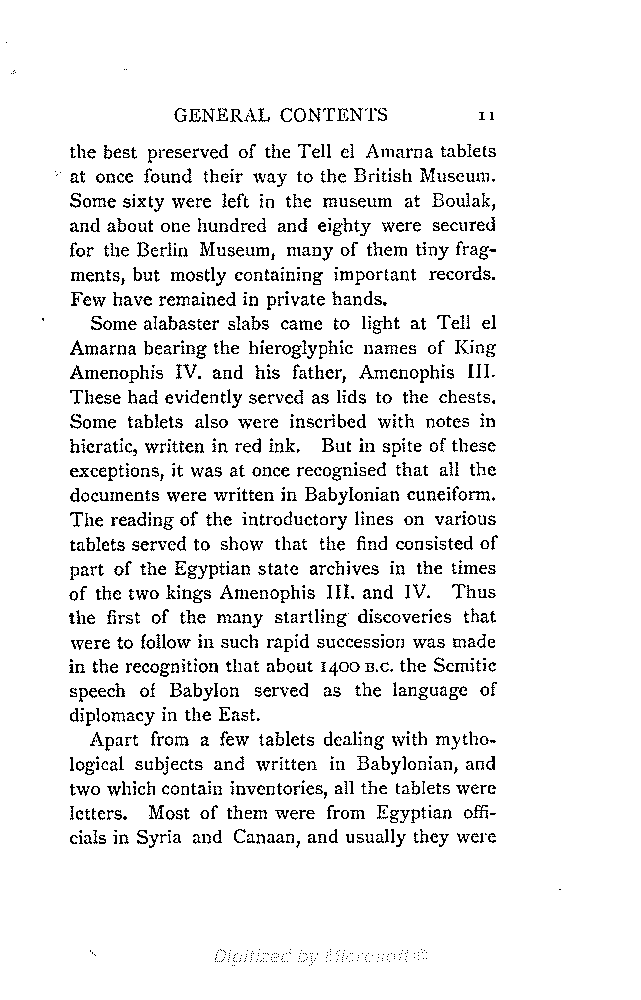 GENERAL CONTENTS 11
the best preserved of the Tell el Amarna tablets
at once found their way to the British Museum.
Some sixty were left in the museum at Boulak,
and about one hundred and eighty were secured
for the Berlin Museum, many of them tiny frag-
ments, but mostly containing important records.
Few have remained in private hands.
Some alabaster slabs came to light at Tell el
Amarna bearing the hieroglyphic names of King
Amenophis IV. and his father, Amenophis III.
These had evidently served as lids to the chests.
Some tablets also were inscribed with notes in
hieratic, written in red ink. But in spite of these
exceptions, it was at once recognised that all the
documents were written in Babylonian cuneiform.
The reading of the introductory lines on various
tablets served to show that the find consisted of
part of the Egyptian state archives in the times
of the two kings Amenophis III. and IV. Thus
the first of the many startling discoveries that
were to follow in such rapid succession was made
in the recognition that about 1400 B.C. the Semitic
speech of Babylon served as the language of
diplomacy in the East.
Apart from a few tablets dealing with mytho-
logical subjects and written in Babylonian, and
two which contain inventories, all the tablets were
letters. Most of them were from Egyptian offi-
cials in Syria and Canaan, and usually they were
Digitized by Microsoft ®